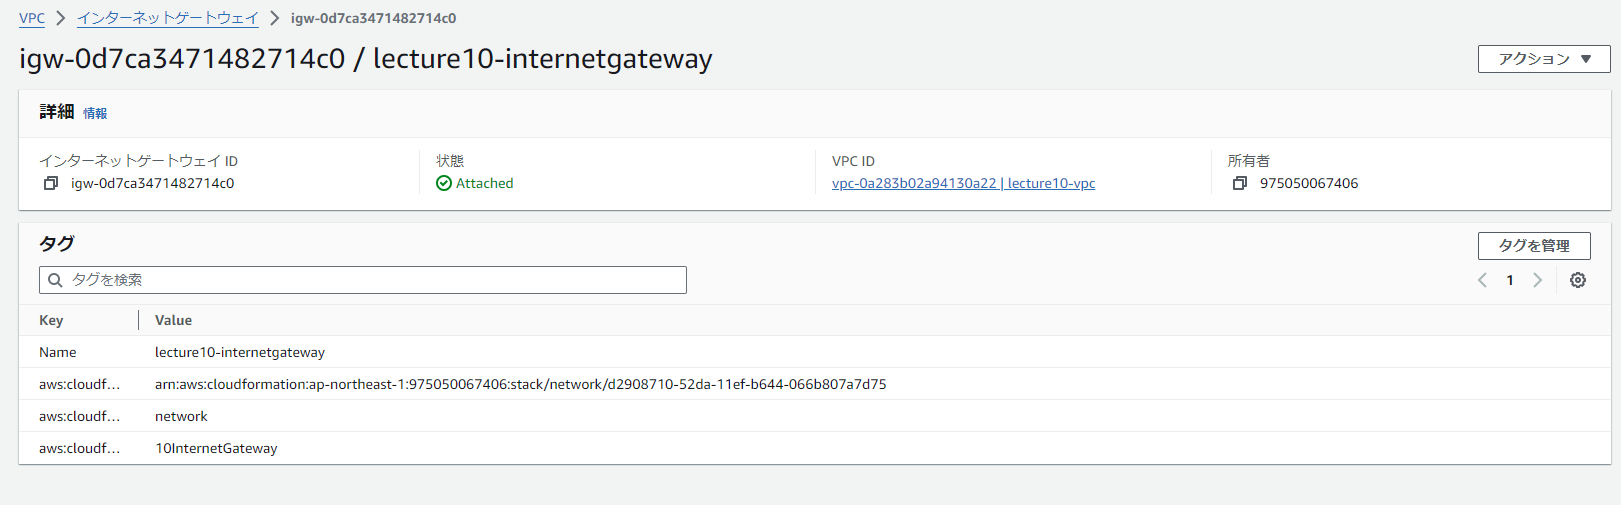 VPC > インターネットゲートウェイ > igw-0d7ca3471482714c0
igw-0d7ca3471482714c0 / lecture10-internetgateway
アクション ▼
詳細 情報
インターネットゲートウェイ ID
igw-0d7ca3471482714c0
状態
Attached
VPC ID
vpc-0a283b02a94130a22 | lecture10-vpc
所有者
975050067406
タグ
タグを管理
タグを検索
1
Key Value
Name lecture10-internetgateway
aws:cloudf... arn:aws:cloudformation:ap-northeast-1:975050067406:stack/network/d2908710-52da-11ef-b644-066b807a7d75
aws:cloudf... network
aws:cloudf... 10InternetGateway